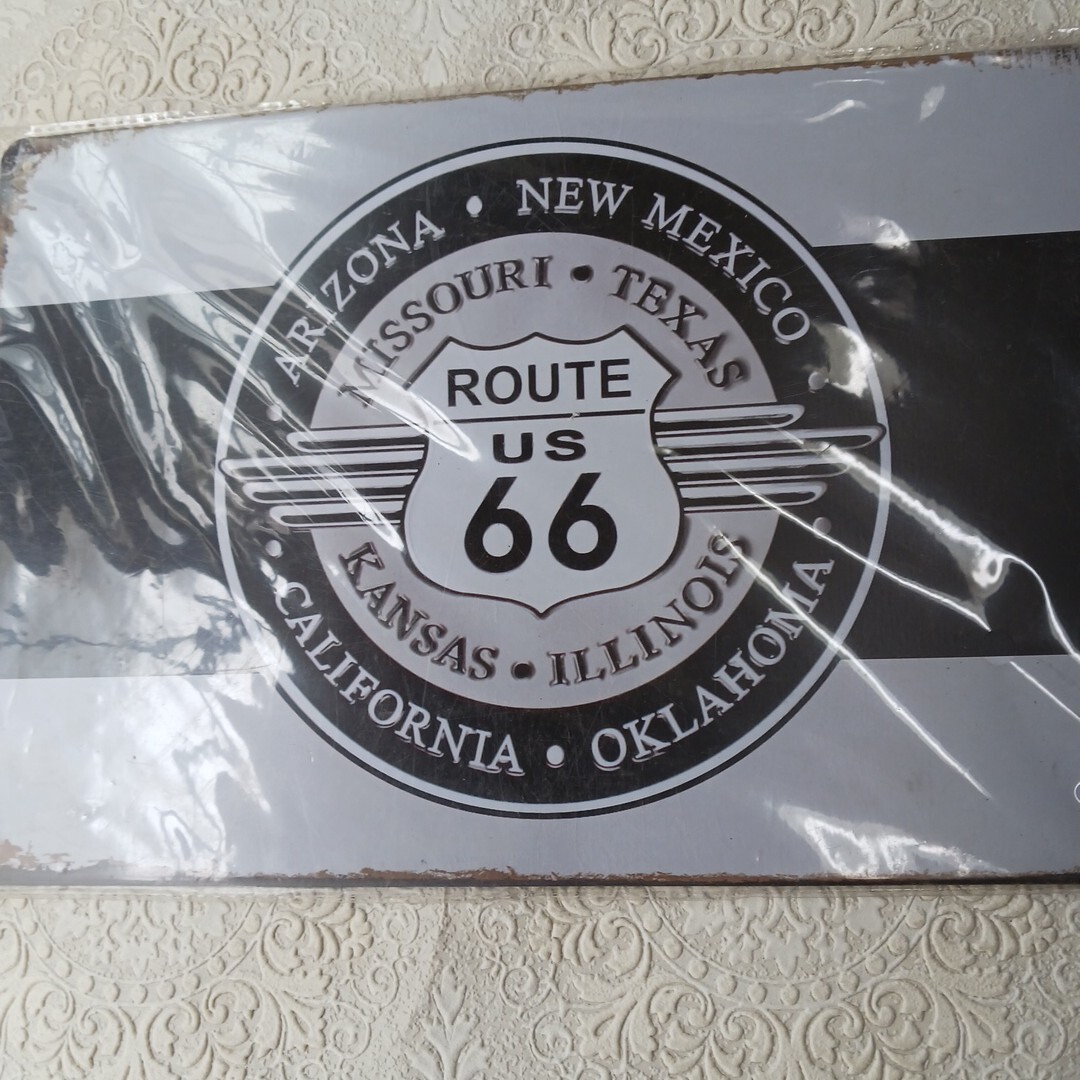 ARIZONA • NEW MEXICO
MISSOURI • TEXAS
ROUTE
US
66
KANSAS • ILLINOIS
CALIFORNIA • OKLAHOMA